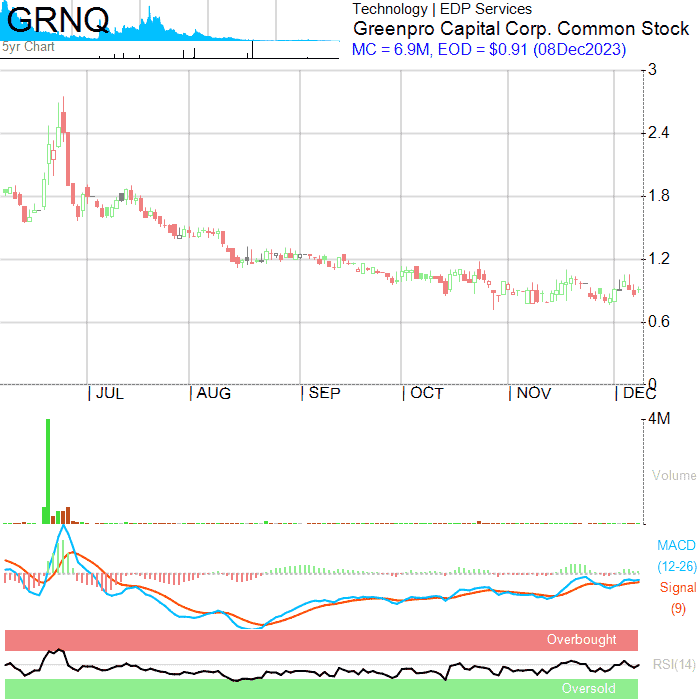 GRNQ
5yr Chart
Technology | EDP Services
Greenpro Capital Corp. Common Stock
MC = 6.9M, EOD = $0.91 (08Dec2023)
3
2.4
1.8
1.2
0.6
0
JUL AUG SEP OCT NOV DEC
4M
Volume
MACD
(12-26)
Signal
(9)
Overbought
RSI(14)
Oversold